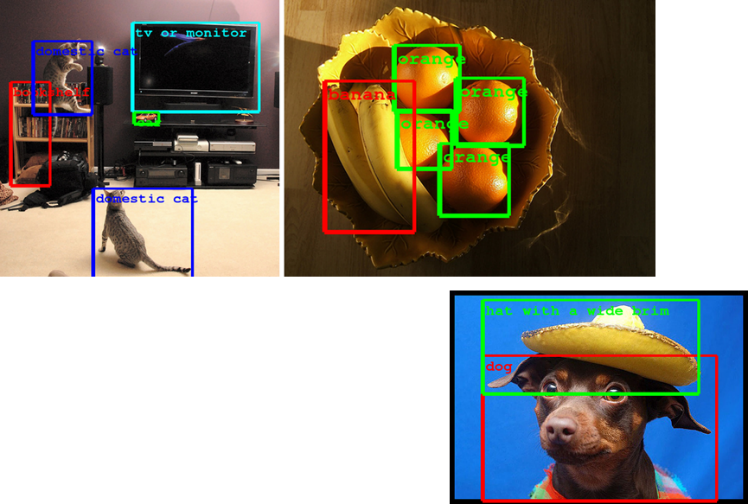 tv or monitor
domestic cat
bookshelf
domestic cat
orange
orange
banana
orange
orange
hat with a wide brim
dog